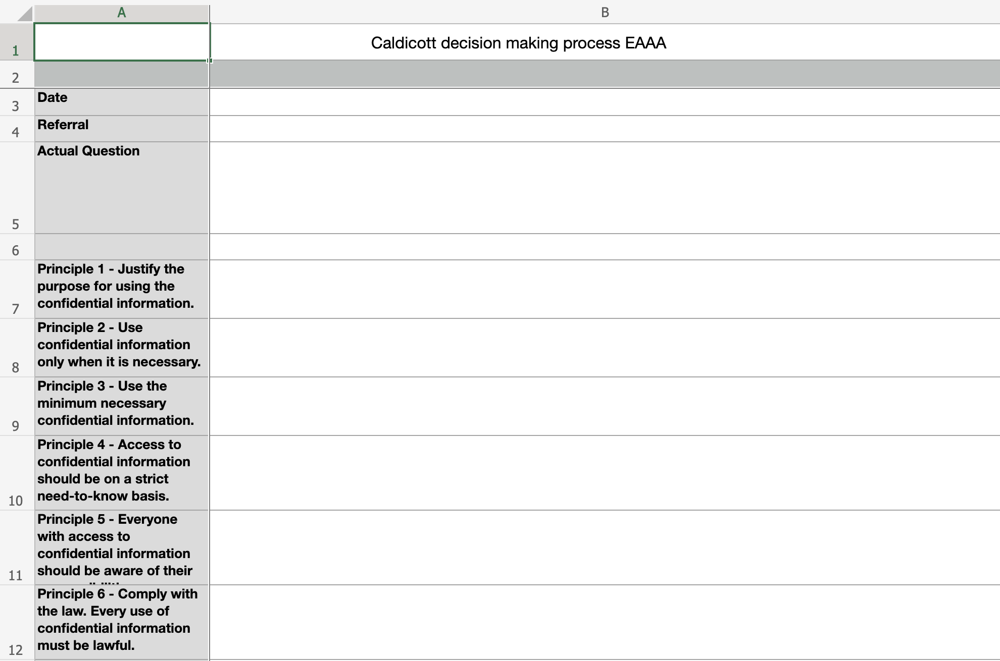 A
B
1
Caldicott decision making process EAAA
2
3
Date
4
Referral
5
Actual Question
6
7
Principle 1 - Justify the
purpose for using the
confidential information.
8
Principle 2 - Use
confidential information
only when it is necessary.
9
Principle 3 - Use the
minimum necessary
confidential information.
10
Principle 4 - Access to
confidential information
should be on a strict
need-to-know basis.
11
Principle 5 - Everyone
with access to
confidential information
should be aware of their
12
Principle 6 - Comply with
the law. Every use of
confidential information
must be lawful.